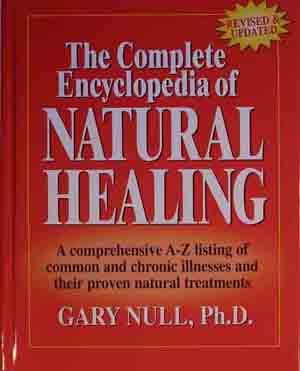 REVISED &
UPDATED
The Complete
Encyclopedia of
NATURAL
HEALING
A comprehensive A-Z listing of
common and chronic illnesses and
their proven natural treatments
GARY NULL, Ph.D.